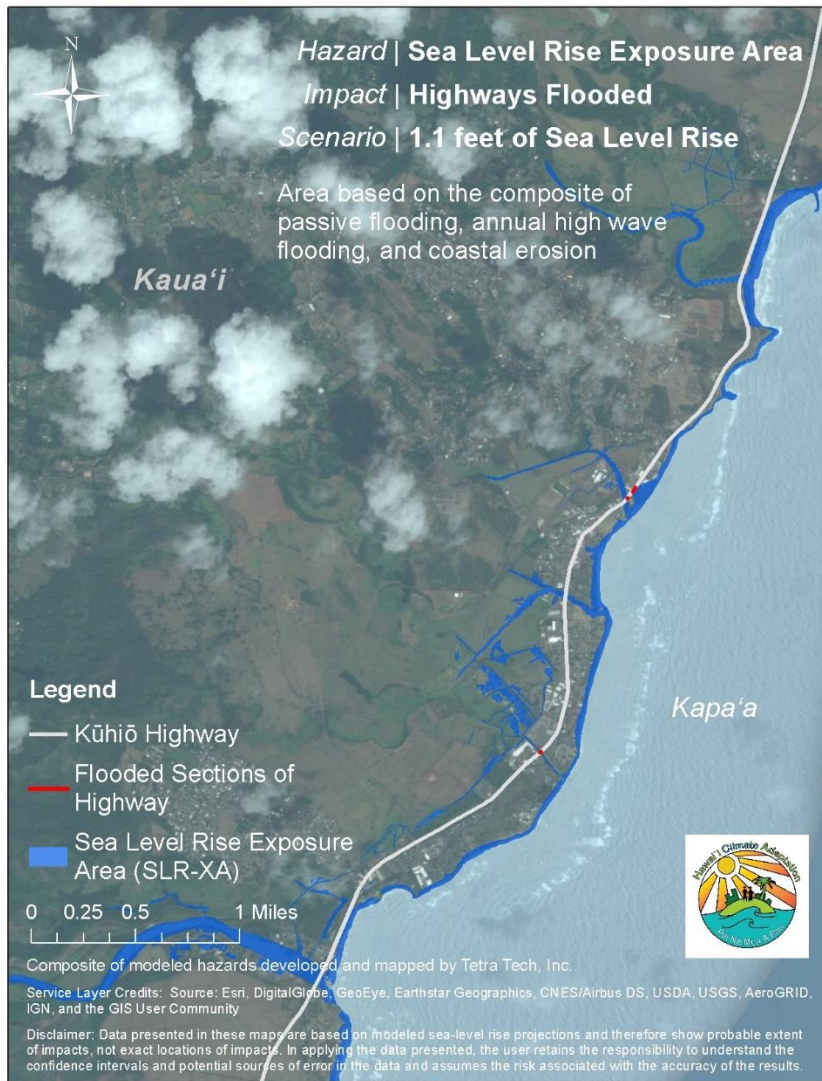 N
Hazard | Sea Level Rise Exposure Area
Impact | Highways Flooded
Scenario | 1.1 feet of Sea Level Rise
Area based on the composite of
passive flooding, annual high wave
flooding, and coastal erosion
Kauaʻi
Kapaʻa
Legend
Kūhiō Highway
Flooded Sections of
Highway
Sea Level Rise Exposure
Area (SLR-XA)
0 0.25 0.5 1 Miles
Hawaiʻi Climate Adaptation
Composite of modeled hazards developed and mapped by Tetra Tech, Inc.
Service Layer Credits: Source: Esri, DigitalGlobe, GeoEye, Earthstar Geographics, CNES/Airbus DS, USDA, USGS, AeroGRID,
IGN, and the GIS User Community
Disclaimer: Data presented in these maps are based on modeled sea-level rise projections and therefore show probable extent
of impacts, not exact locations of impacts. In applying the data presented, the user retains the responsibility to understand the
confidence intervals and potential sources of error in the data and assumes the risk associated with the accuracy of the results.